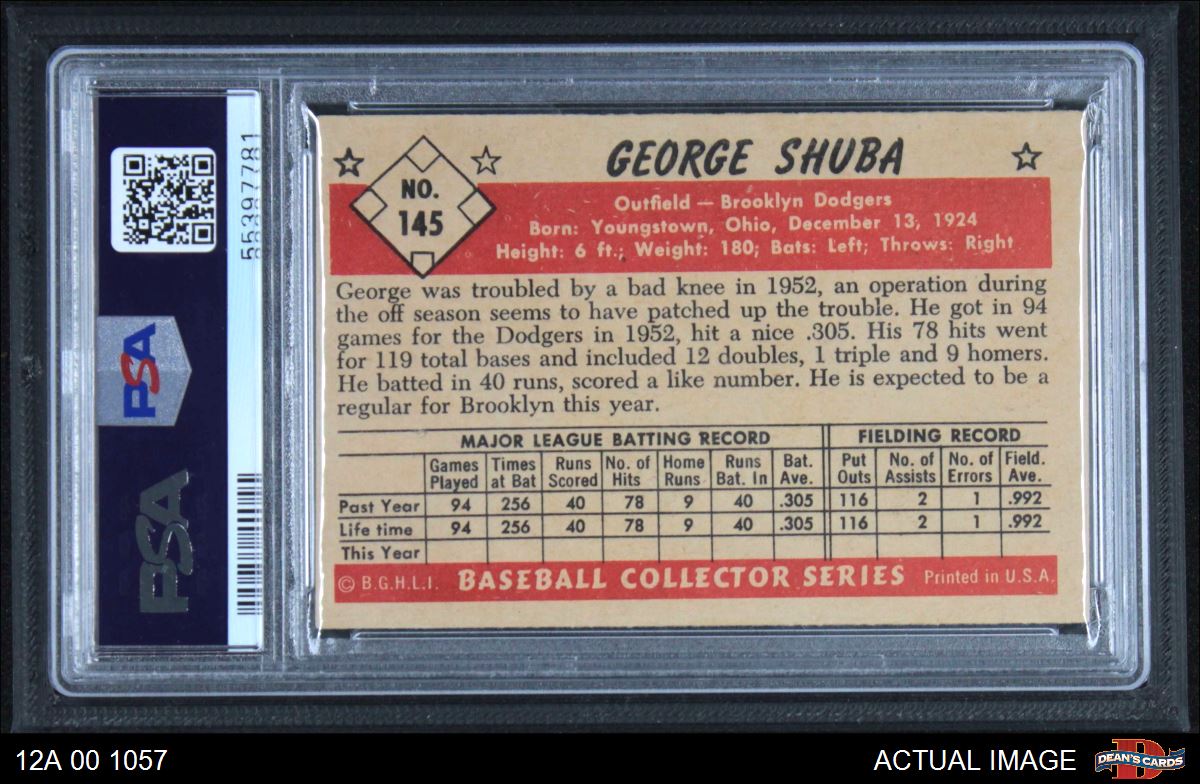 55397781
PSA
PSA
NO.
145
GEORGE SHUBA
Outfield — Brooklyn Dodgers
Born: Youngstown, Ohio, December 13, 1924
Height: 6 ft.; Weight: 180; Bats: Left; Throws: Right
George was troubled by a bad knee in 1952, an operation during
the off season seems to have patched up the trouble. He got in 94
games for the Dodgers in 1952, hit a nice .305. His 78 hits went
for 119 total bases and included 12 doubles, 1 triple and 9 homers.
He batted in 40 runs, scored a like number. He is expected to be a
regular for Brooklyn this year.
MAJOR LEAGUE BATTING RECORD FIELDING RECORD
Games Times Runs No. of Home Runs Bat. Put No. of No. of Field.
Played at Bat Scored Hits Runs Bat. In Ave. Outs Assists Errors Ave.
Past Year 94 256 40 78 9 40 .305 116 2 1 .992
Life time 94 256 40 78 9 40 .305 116 2 1 .992
This Year
© B.G.H.L.I. BASEBALL COLLECTOR SERIES Printed in U.S.A.
12A 00 1057 ACTUAL IMAGE DEAN'S CARDS